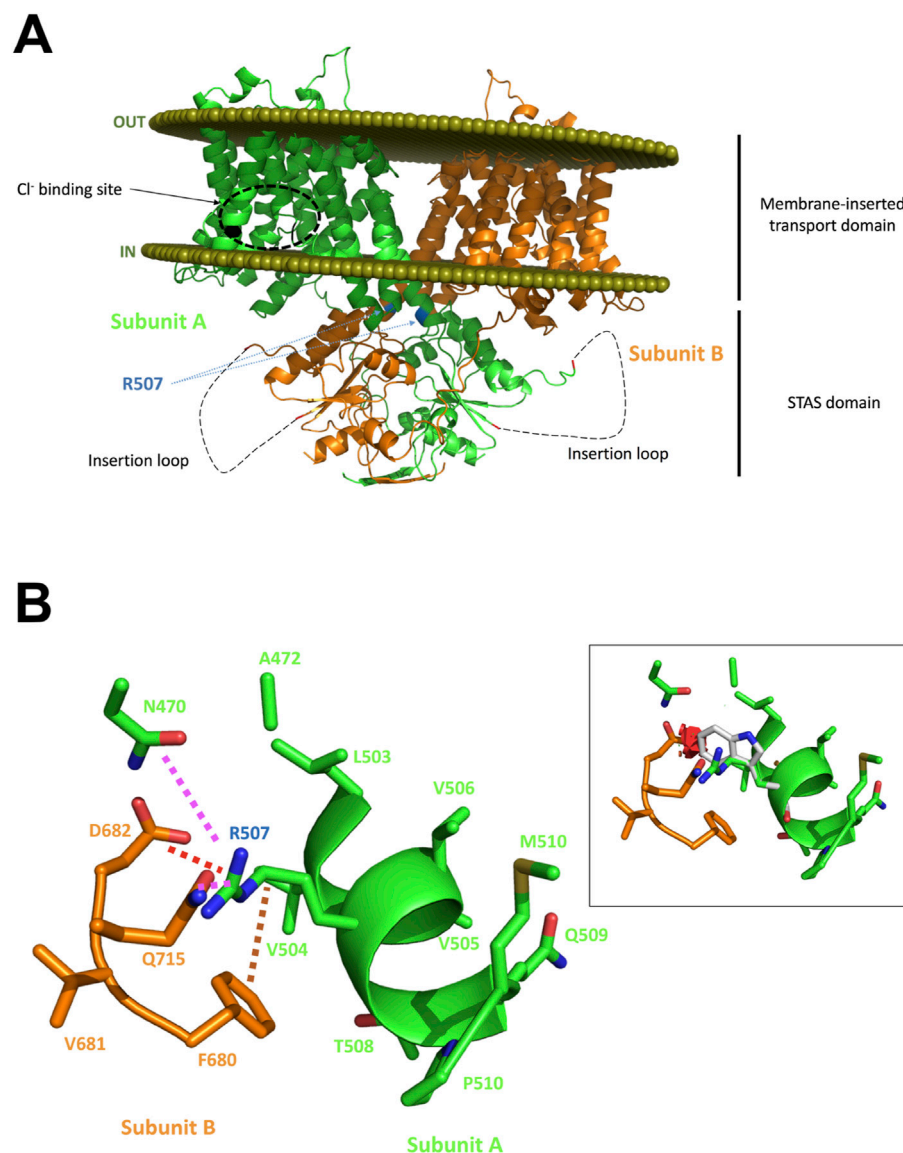 A
OUT
Cl- binding site
Membrane-inserted
transport domain
IN
Subunit A
Subunit B
R507
STAS domain
Insertion loop
Insertion loop
B
A472
N470
L503
V506
D682
R507
M510
Q715
V504
V505
Q509
V681
F680
T508
P510
Subunit B
Subunit A